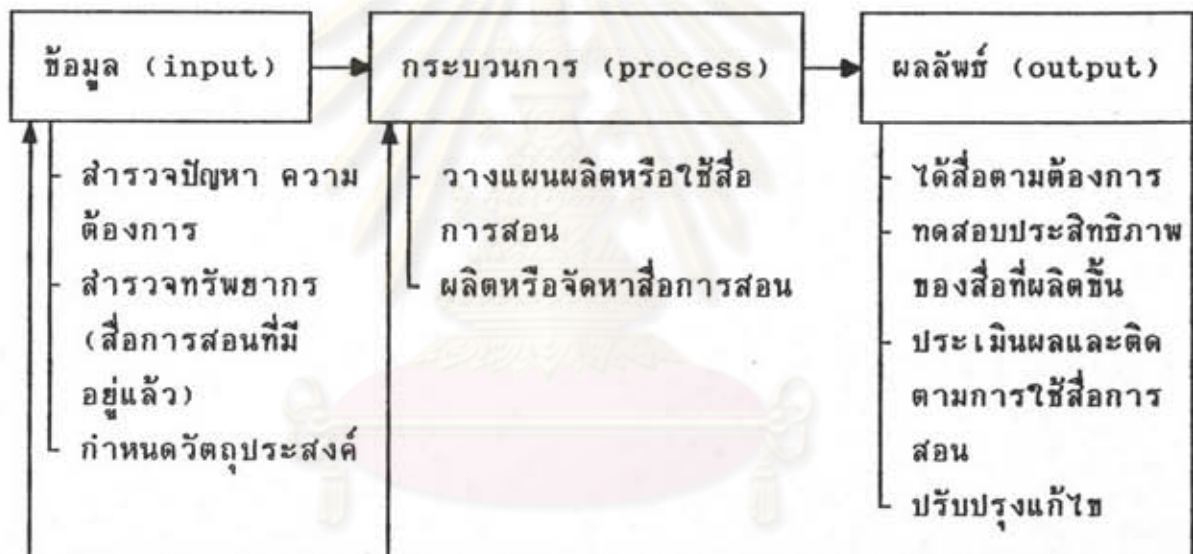 ข้อมูล (input)
กระบวนการ (process)
ผลลัพธ์ (output)
- สำรวจปัญหา ความ
ต้องการ
- สำรวจทรัพยากร
(สื่อการสอนที่มี
อยู่แล้ว)
- กำหนดวัตถุประสงค์
- วางแผนผลิตหรือใช้สื่อ
การสอน
- ผลิตหรือจัดหาสื่อการสอน
- ได้สื่อตามต้องการ
- ทดสอบประสิทธิภาพ
ของสื่อที่ผลิตขึ้น
- ประเมินผลและติด
ตามการใช้สื่อการ
สอน
- ปรับปรุงแก้ไข